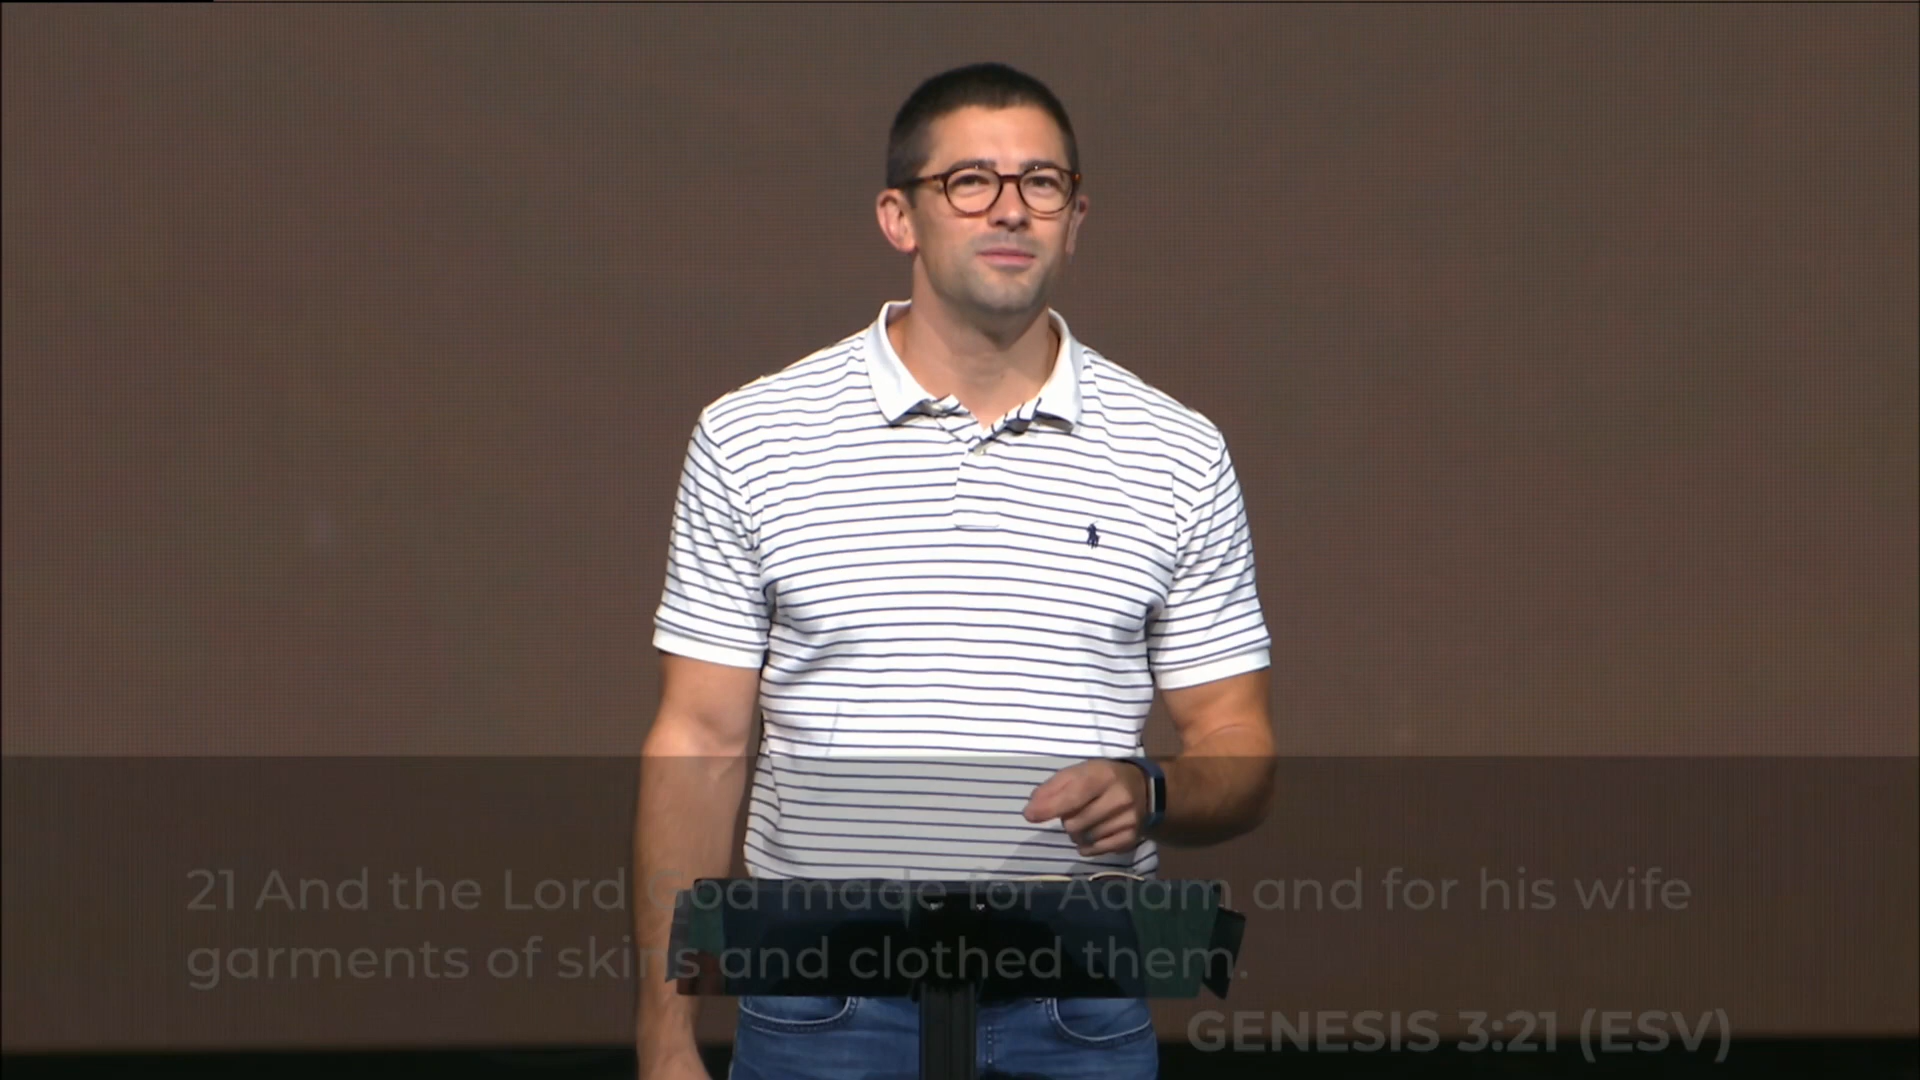 21 And the Lord God made for Adam and for his wife
garments of skins and clothed them.
GENESIS 3:21 (ESV)